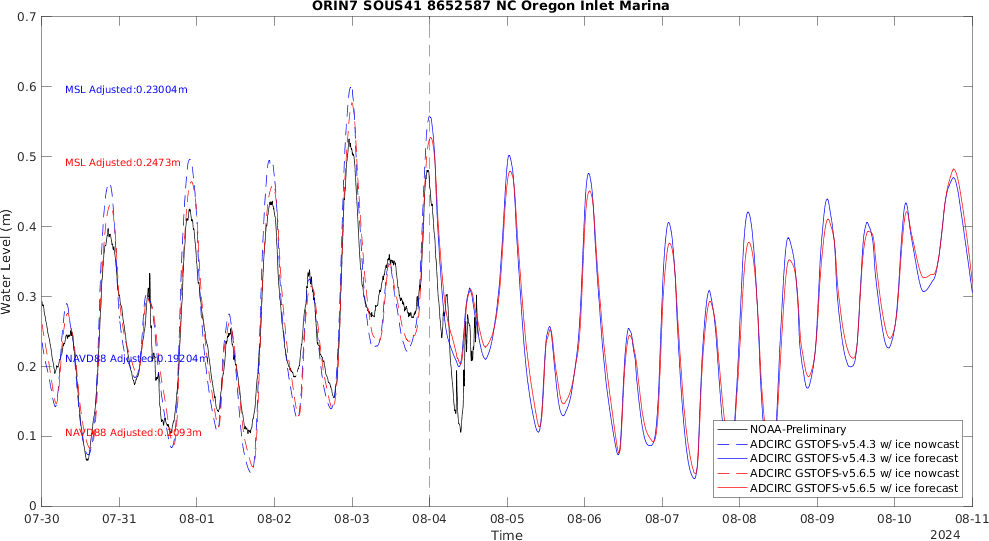 ORIN7 SOUS41 8652587 NC Oregon Inlet Marina
0.7
0.6
0.5
0.4
0.3
0.2
0.1
0
Water Level (m)
MSL Adjusted:0.23004m
MSL Adjusted:0.2473m
NAVD88 Adjusted:0.19204m
NAVD88 Adjusted:0.2093m
NOAA-Preliminary
ADCIRC GSTOFS-v5.4.3 w/ ice nowcast
ADCIRC GSTOFS-v5.4.3 w/ ice forecast
ADCIRC GSTOFS-v5.6.5 w/ ice nowcast
ADCIRC GSTOFS-v5.6.5 w/ ice forecast
07-30 07-31 08-01 08-02 08-03 08-04 08-05 08-06 08-07 08-08 08-09 08-10 08-11
Time
2024